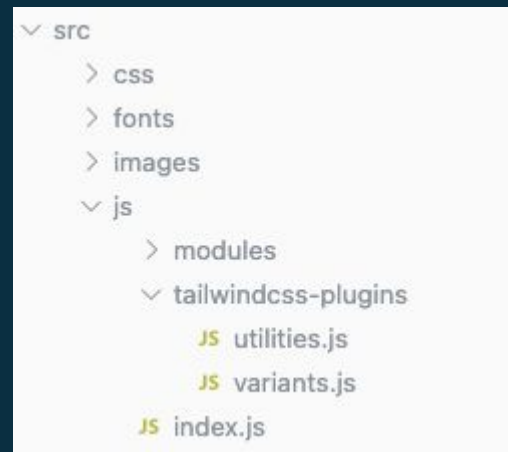 src
css
fonts
images
js
modules
tailwindcss-plugins
JS utilities.js
JS variants.js
JS index.js